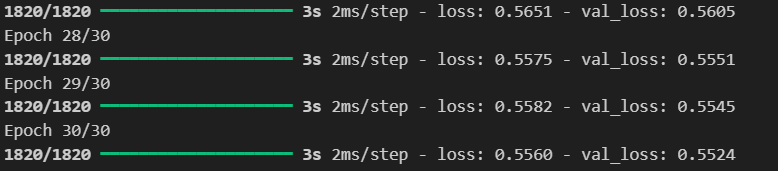 1820/1820 ━━━━━━━━━━━━━━━━━━━━ 3s 2ms/step - loss: 0.5651 - val_loss: 0.5605
Epoch 28/30
1820/1820 ━━━━━━━━━━━━━━━━━━━━ 3s 2ms/step - loss: 0.5575 - val_loss: 0.5551
Epoch 29/30
1820/1820 ━━━━━━━━━━━━━━━━━━━━ 3s 2ms/step - loss: 0.5582 - val_loss: 0.5545
Epoch 30/30
1820/1820 ━━━━━━━━━━━━━━━━━━━━ 3s 2ms/step - loss: 0.5560 - val_loss: 0.5524